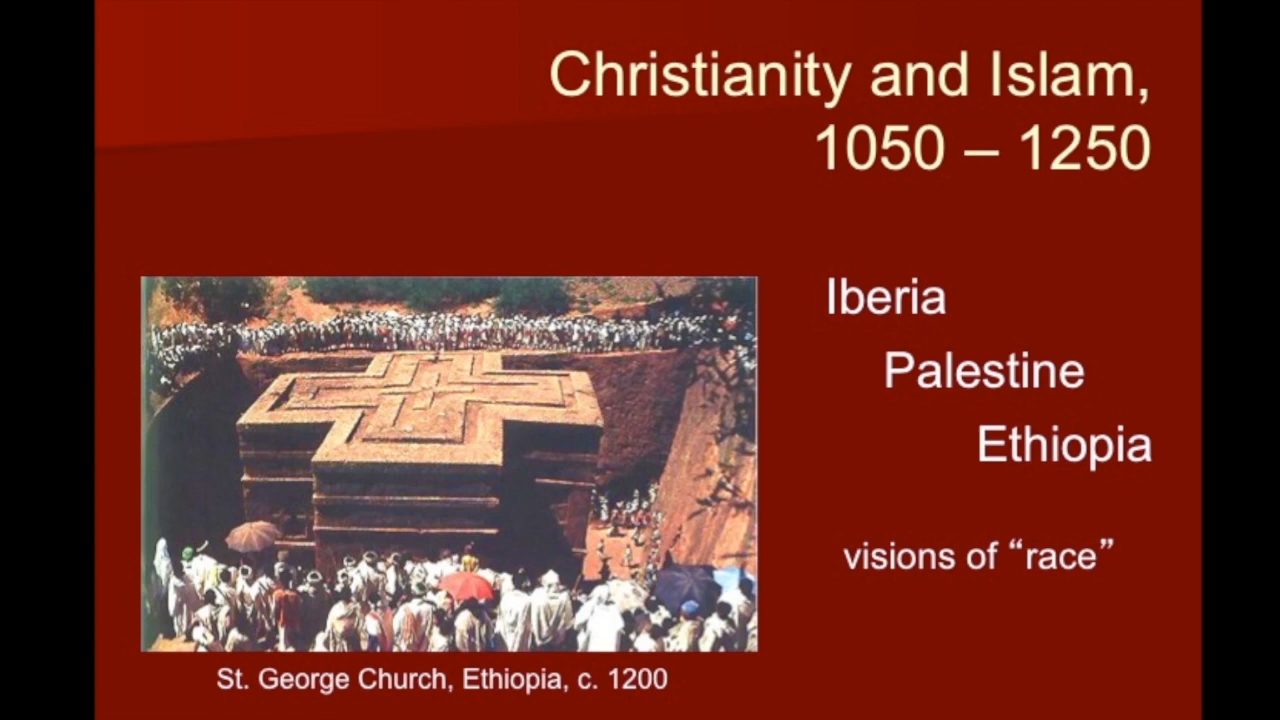 Christianity and Islam,
1050 – 1250
Iberia
Palestine
Ethiopia
visions of “race”
St. George Church, Ethiopia, c. 1200